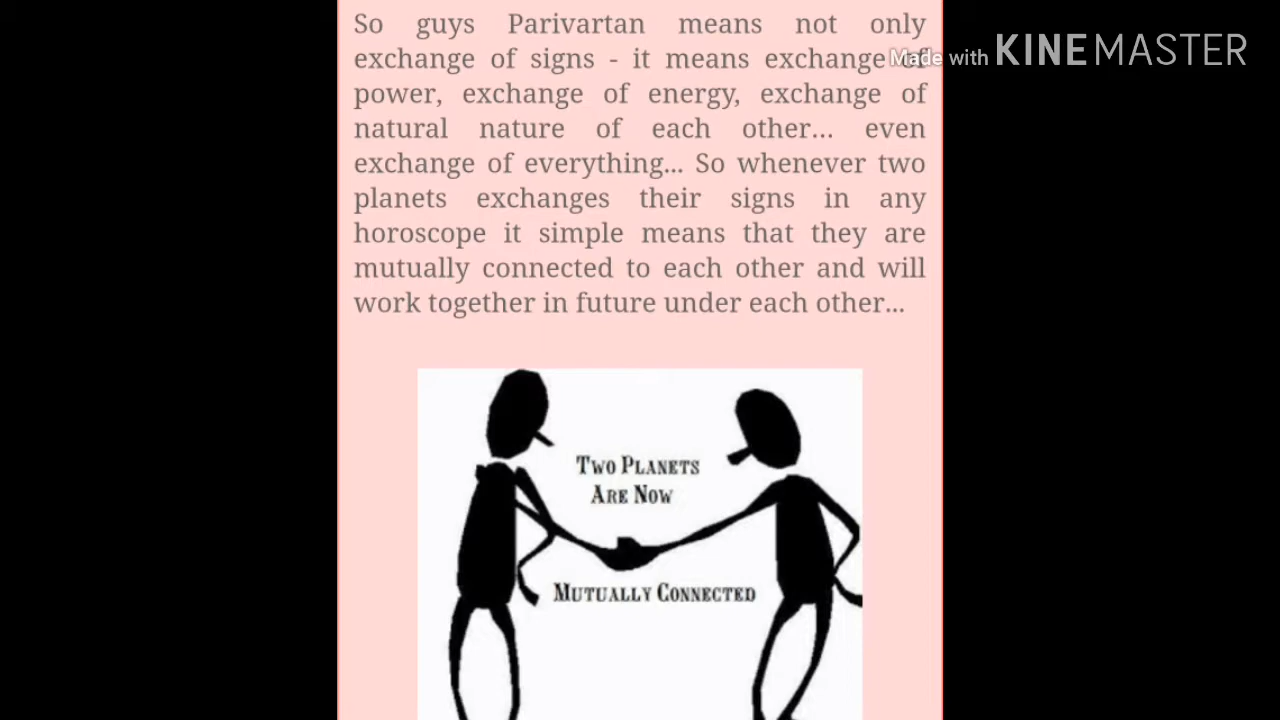 So guys Parivartan means not only
exchange of signs - it means exchange of
power, exchange of energy, exchange of
natural nature of each other... even
exchange of everything... So whenever two
planets exchanges their signs in any
horoscope it simple means that they are
mutually connected to each other and will
work together in future under each other...
Made with KINEMASTER
Two Planets
Are Now
Mutually Connected